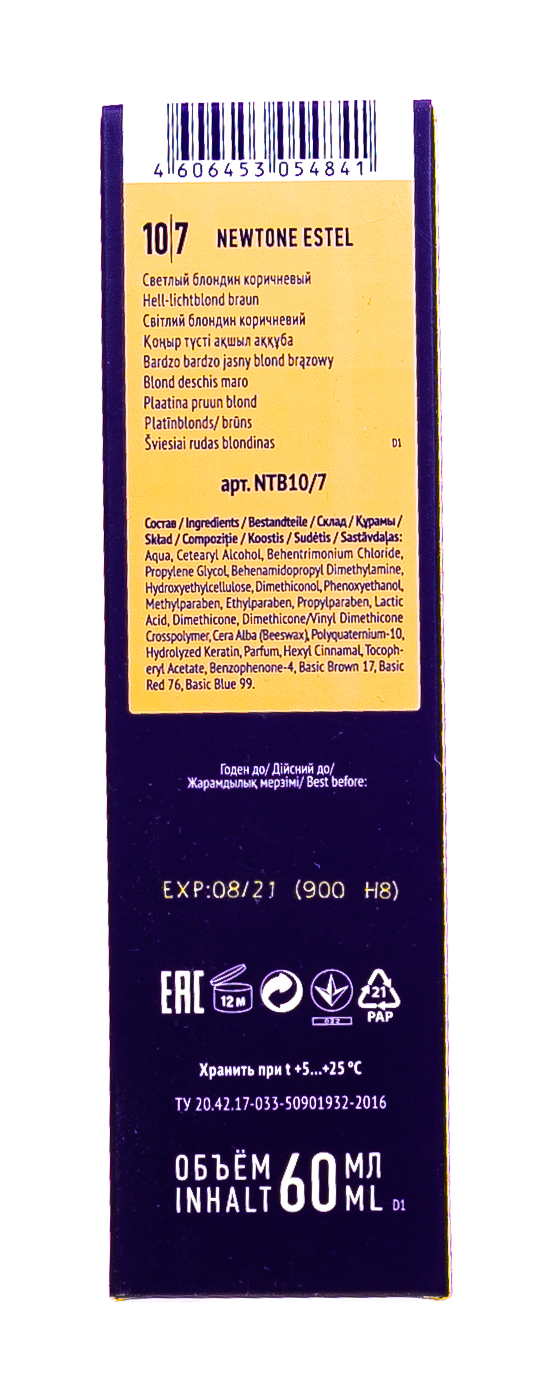 4 606453 054841
10|7 NEWTONE ESTEL
Светлый блондин коричневый
Hell-lichtblond braun
Світлий блондин коричневий
Қоңыр түсті ақшыл аққұба
Bardzo bardzo jasny blond brązowy
Blond deschis maro
Plaatina pruun blond
Platīnblonds/ brūns
Šviesiai rudas blondinas D1
арт. NTB10/7
Состав / Ingredients / Bestandteile / Склад / Құрамы /
Skład / Compoziţie / Koostis / Sudėtis / Sastāvdaļas:
Aqua, Cetearyl Alcohol, Behentrimonium Chloride,
Propylene Glycol, Behenamidopropyl Dimethylamine,
Hydroxyethylcellulose, Dimethiconol, Phenoxyethanol,
Methylparaben, Ethylparaben, Propylparaben, Lactic
Acid, Dimethicone, Dimethicone/Vinyl Dimethicone
Crosspolymer, Cera Alba (Beeswax), Polyquaternium-10,
Hydrolyzed Keratin, Parfum, Hexyl Cinnamal, Tocoph-
eryl Acetate, Benzophenone-4, Basic Brown 17, Basic
Red 76, Basic Blue 99.
Годен до/ Дійсний до/
Жарамдылық мерзімі/ Best before:
EXP:08/21 (900 H8)
EAC 12 M 21
022 PAP
Хранить при t +5...+25 °C
ТУ 20.42.17-033-50901932-2016
ОБЪЁМ 60 МЛ
INHALT ML D1